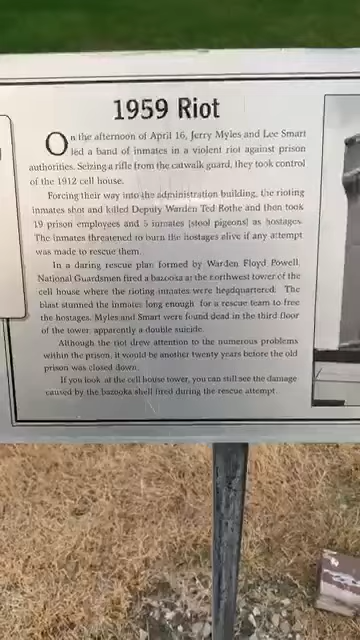 1959 Riot
On the afternoon of April 16, Jerry Myles and Lee Smart
led a band of inmates in a violent riot against prison
authorities. Seizing a rifle from the catwalk guard, they took control
of the 1912 cell house.
Forcing their way into the administration building, the rioting
inmates shot and killed Deputy Warden Ted Rothe and then took
19 prison employees and 5 inmates (stool pigeons) as hostages.
The inmates threatened to burn the hostages alive if any attempt
was made to rescue them.
In a daring rescue plan formed by Warden Floyd Powell,
National Guardsmen fired a bazooka at the northwest tower of the
cell house where the rioting inmates were headquartered. The
blast stunned the inmates long enough for a rescue team to free
the hostages. Myles and Smart were found dead in the third floor
of the tower, apparently a double suicide.
Although the riot drew attention to the numerous problems
within the prison, it would be another twenty years before the old
prison was closed down.
If you look at the cell house tower, you can still see the damage
caused by the bazooka shell fired during the rescue attempt.